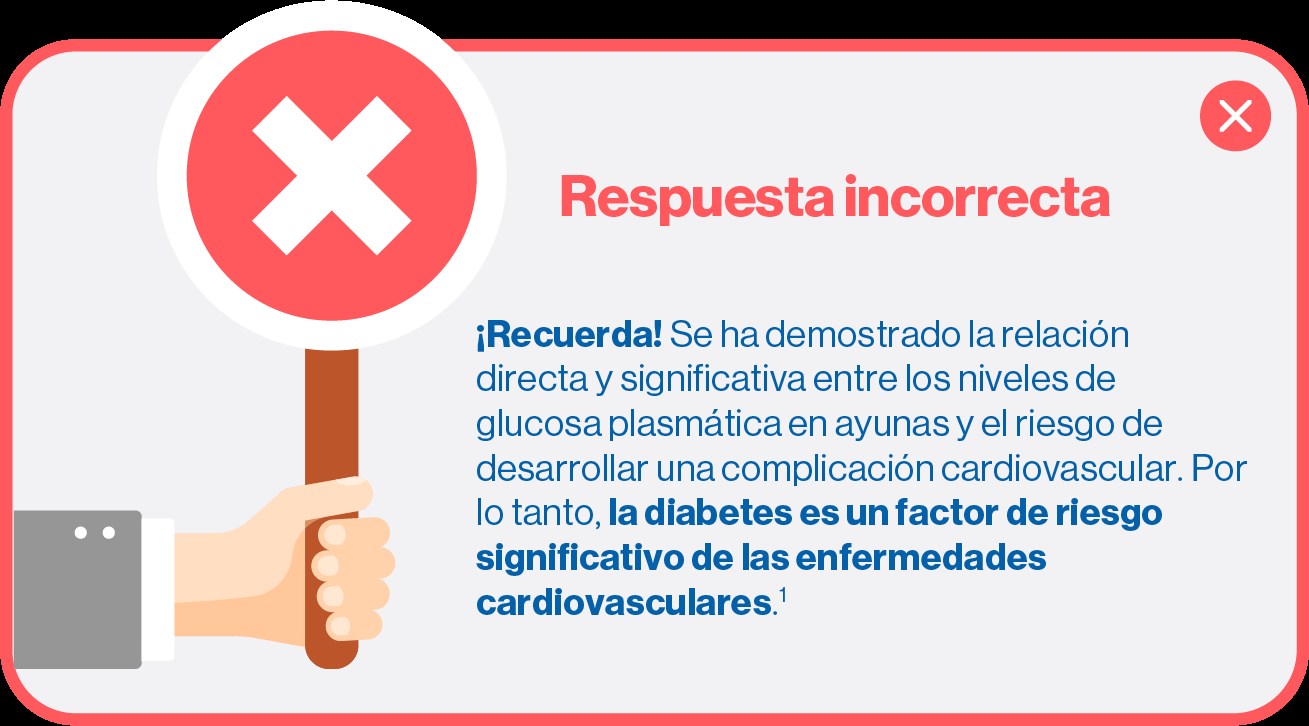 Respuesta incorrecta
¡Recuerda! Se ha demostrado la relación
directa y significativa entre los niveles de
glucosa plasmática en ayunas y el riesgo de
desarrollar una complicación cardiovascular. Por
lo tanto, la diabetes es un factor de riesgo
significativo de las enfermedades
cardiovasculares.¹